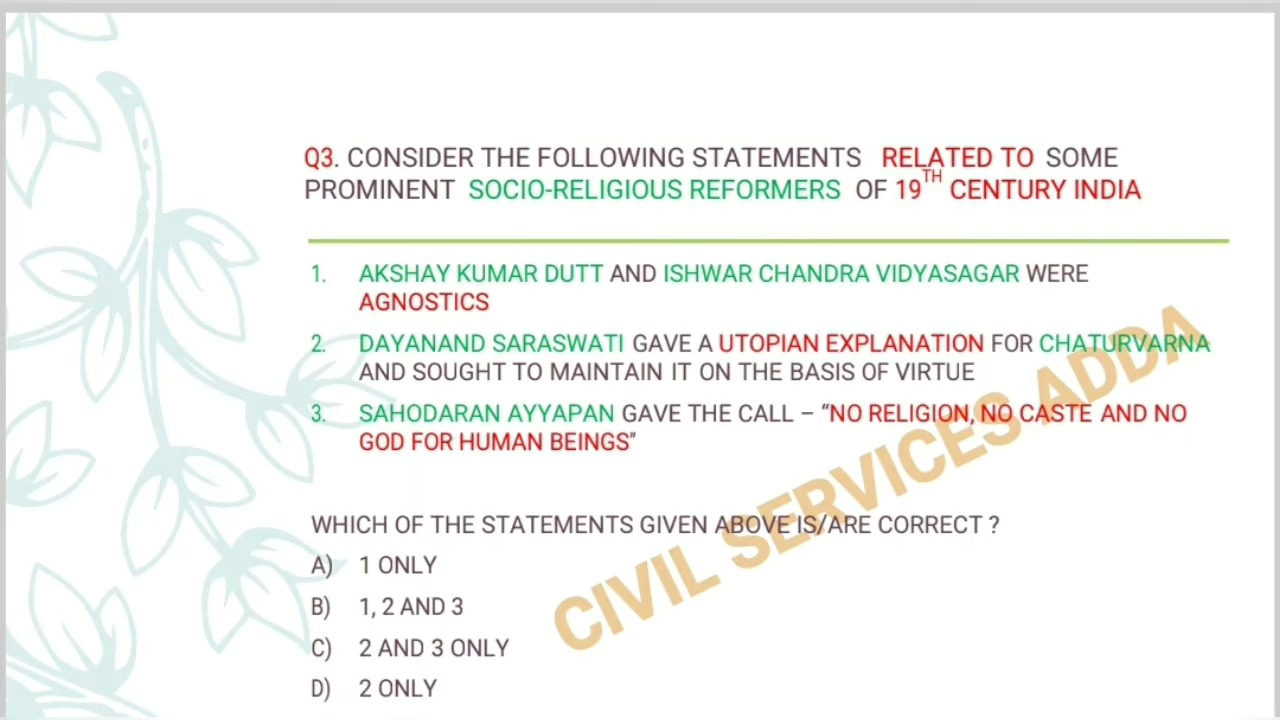 Q3. CONSIDER THE FOLLOWING STATEMENTS RELATED TO SOME
PROMINENT SOCIO-RELIGIOUS REFORMERS OF 19TH CENTURY INDIA
1. AKSHAY KUMAR DUTT AND ISHWAR CHANDRA VIDYASAGAR WERE
AGNOSTICS
2. DAYANAND SARASWATI GAVE A UTOPIAN EXPLANATION FOR CHATURVARNA
AND SOUGHT TO MAINTAIN IT ON THE BASIS OF VIRTUE
3. SAHODARAN AYYAPAN GAVE THE CALL – “NO RELIGION, NO CASTE AND NO
GOD FOR HUMAN BEINGS”
WHICH OF THE STATEMENTS GIVEN ABOVE IS/ARE CORRECT ?
A) 1 ONLY
B) 1, 2 AND 3
C) 2 AND 3 ONLY
D) 2 ONLY
CIVIL SERVICES ADDA